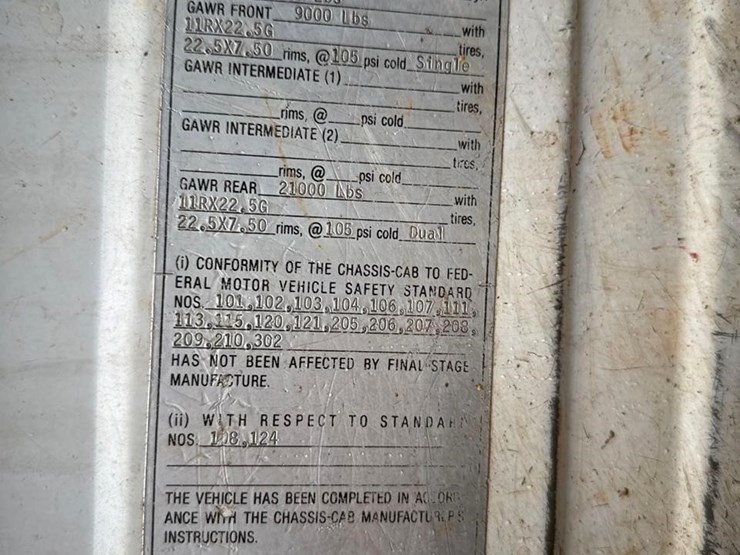 GAWR FRONT 9000 Lbs
with
11RX22.5G
tires,
22.5X7.50 rims, @ 105 psi cold Single
GAWR INTERMEDIATE (1)
with
tires,
rims, @ psi cold
GAWR INTERMEDIATE (2)
with
tires,
rims, @ psi cold
GAWR REAR 21000 Lbs
with
11RX22.5G
tires,
22.5X7.50 rims, @ 105 psi cold Dual
(i) CONFORMITY OF THE CHASSIS-CAB TO FED-
ERAL MOTOR VEHICLE SAFETY STANDARD
NOS. 101,102,103,104,106,107,111,
113,115,120,121,205,206,207,208,
209,210,302
HAS NOT BEEN AFFECTED BY FINAL STAGE
MANUFACTURE.
(ii) WITH RESPECT TO STANDARD
NOS 108,124
THE VEHICLE HAS BEEN COMPLETED IN ACCORD-
ANCE WITH THE CHASSIS-CAB MANUFACTURERS
INSTRUCTIONS.